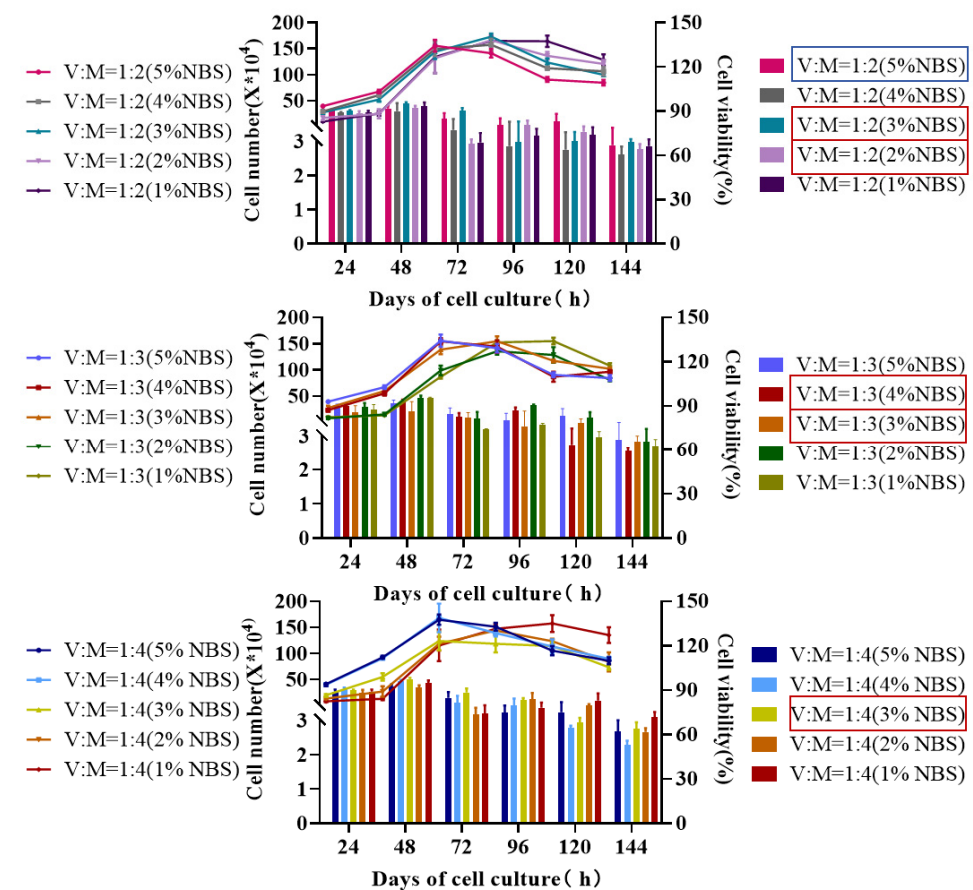 Cell number(X*10⁴)
200
150
100
50
3
2
1
0
24
48
72
96
120
144
Days of cell culture( h)
150
120
90
60
30
0
Cell viability(%)
V:M=1:2(5%NBS)
V:M=1:2(4%NBS)
V:M=1:2(3%NBS)
V:M=1:2(2%NBS)
V:M=1:2(1%NBS)
V:M=1:2(5%NBS)
V:M=1:2(4%NBS)
V:M=1:2(3%NBS)
V:M=1:2(2%NBS)
V:M=1:2(1%NBS)
Cell number(X*10⁴)
200
150
100
50
3
2
1
0
24
48
72
96
120
144
Days of cell culture( h)
150
120
90
60
30
0
Cell viability(%)
V:M=1:3(5%NBS)
V:M=1:3(4%NBS)
V:M=1:3(3%NBS)
V:M=1:3(2%NBS)
V:M=1:3(1%NBS)
V:M=1:3(5%NBS)
V:M=1:3(4%NBS)
V:M=1:3(3%NBS)
V:M=1:3(2%NBS)
V:M=1:3(1%NBS)
Cell number(X*10⁴)
200
150
100
50
3
2
1
0
24
48
72
96
120
144
Days of cell culture( h)
150
120
90
60
30
0
Cell viability(%)
V:M=1:4(5% NBS)
V:M=1:4(4% NBS)
V:M=1:4(3% NBS)
V:M=1:4(2% NBS)
V:M=1:4(1% NBS)
V:M=1:4(5% NBS)
V:M=1:4(4% NBS)
V:M=1:4(3% NBS)
V:M=1:4(2% NBS)
V:M=1:4(1% NBS)